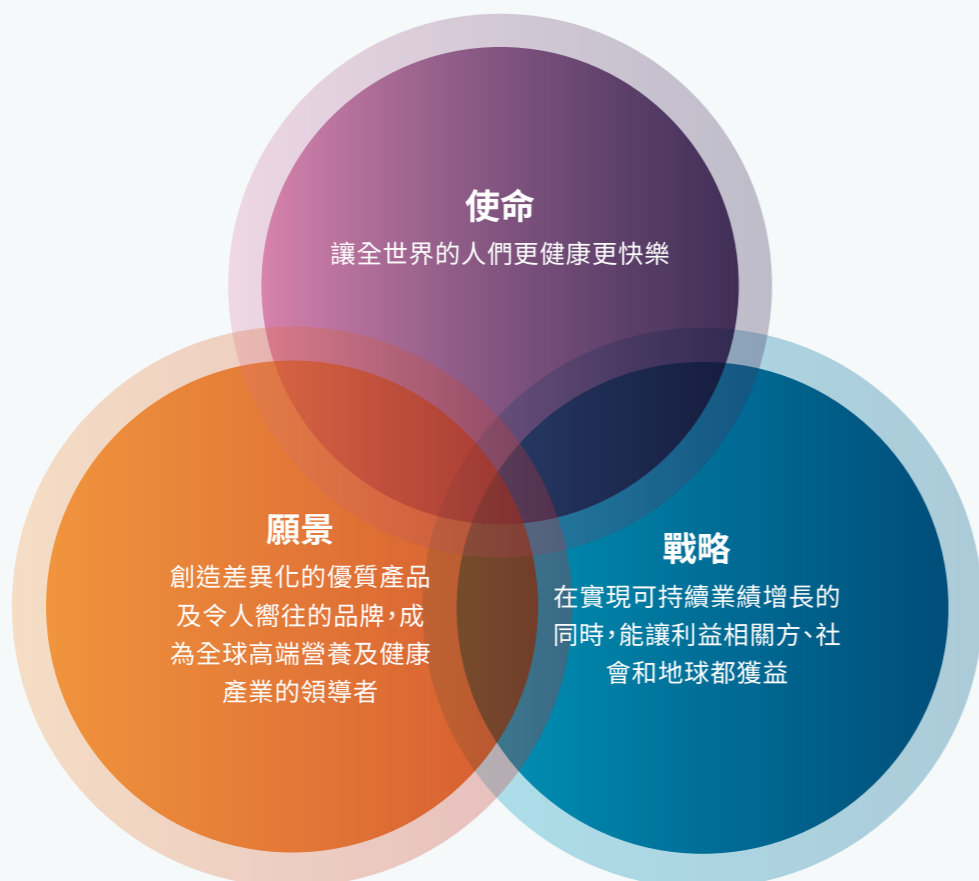 使命
讓全世界的人們更健康更快樂
願景
創造差異化的優質產品
及令人嚮往的品牌，成
為全球高端營養及健康
產業的領導者
戰略
在實現可持續業績增長的
同時，能讓利益相關方、社
會和地球都獲益